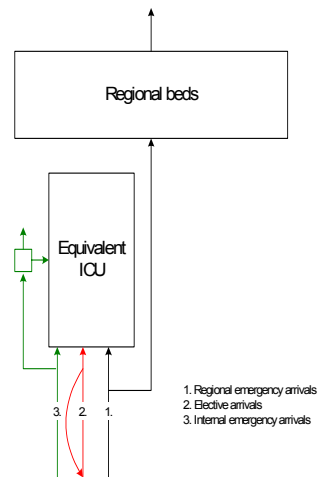 Regional beds
Equivalent
ICU
3. 2. 1.
1. Regional emergency arrivals
2. Elective arrivals
3. Internal emergency arrivals